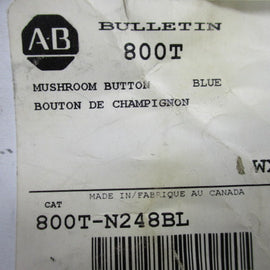 AB
BULLETIN
800T
MUSHROOM BUTTON BLUE
BOUTON DE CHAMPIGNON
MADE IN/FABRIQUE AU CANADA
CAT
800T-N248BL